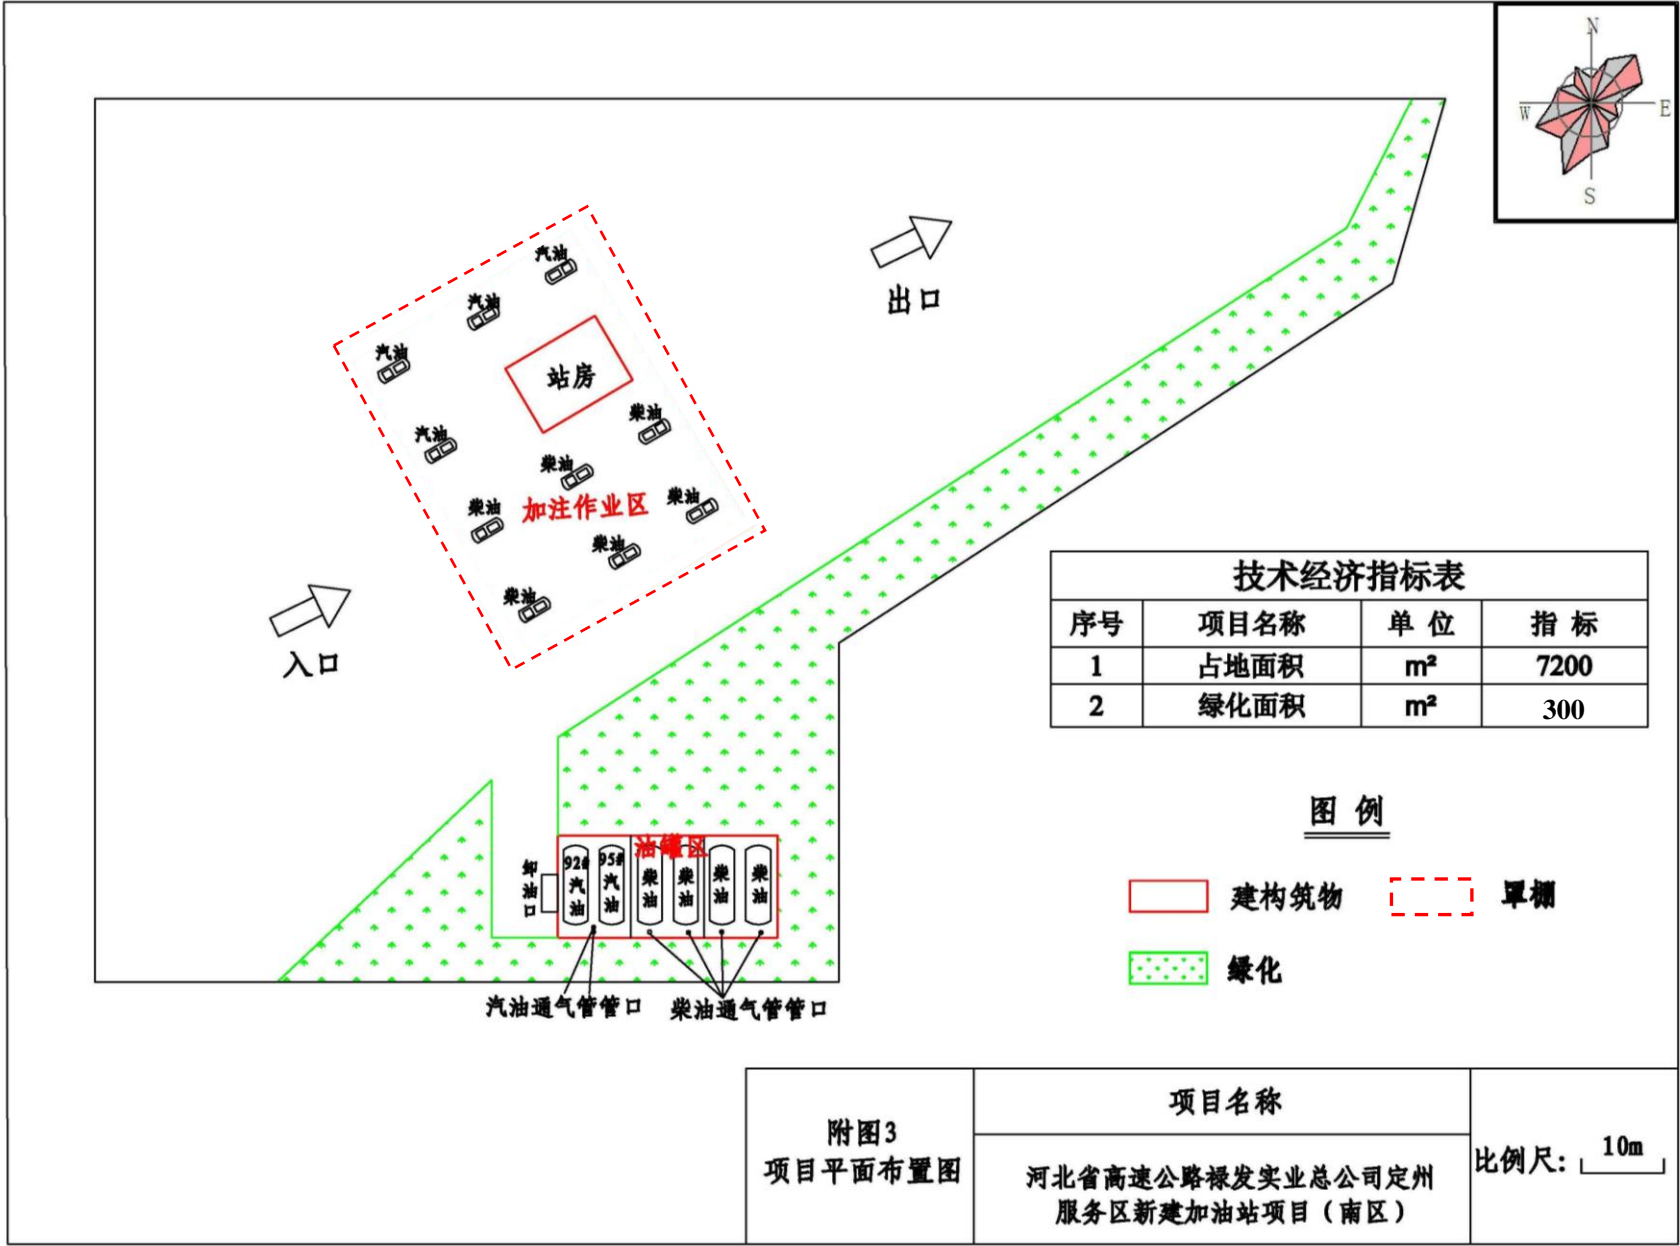 N
W
E
S
汽油
汽油
汽油
站房
汽油
柴油
柴油
柴油
加注作业区
柴油
柴油
柴油
出口
入口
技术经济指标表
序号 项目名称 单 位 指 标
1 占地面积 m² 7200
2 绿化面积 m² 300
图 例
建构筑物
罩棚
绿化
油罐区
卸油口
92#汽油
95#汽油
柴油
柴油
柴油
柴油
汽油通气管管口
柴油通气管管口
附图3
项目平面布置图
项目名称
河北省高速公路禄发实业总公司定州
服务区新建加油站项目（南区）
比例尺: 10m